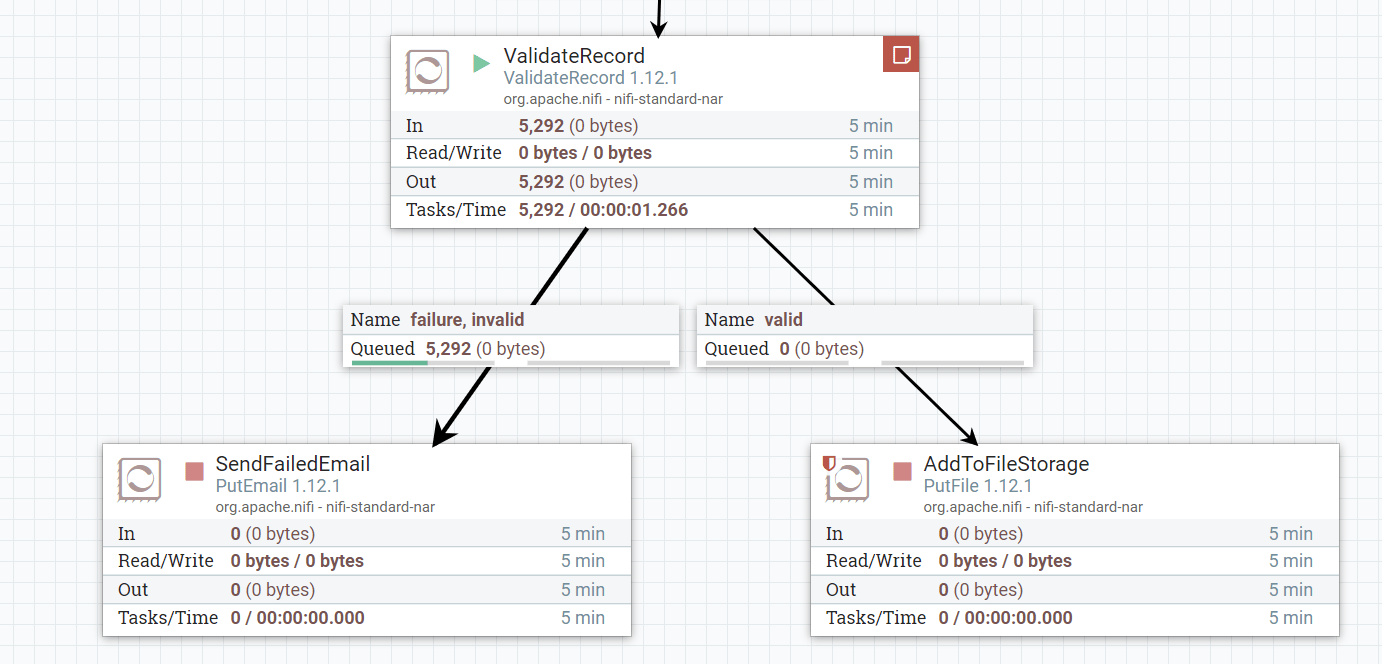 ValidateRecord
ValidateRecord 1.12.1
org.apache.nifi - nifi-standard-nar
In 5,292 (0 bytes) 5 min
Read/Write 0 bytes / 0 bytes 5 min
Out 5,292 (0 bytes) 5 min
Tasks/Time 5,292 / 00:00:01.266 5 min
Name failure, invalid
Queued 5,292 (0 bytes)
Name valid
Queued 0 (0 bytes)
SendFailedEmail
PutEmail 1.12.1
org.apache.nifi - nifi-standard-nar
In 0 (0 bytes) 5 min
Read/Write 0 bytes / 0 bytes 5 min
Out 0 (0 bytes) 5 min
Tasks/Time 0 / 00:00:00.000 5 min
AddToFileStorage
PutFile 1.12.1
org.apache.nifi - nifi-standard-nar
In 0 (0 bytes) 5 min
Read/Write 0 bytes / 0 bytes 5 min
Out 0 (0 bytes) 5 min
Tasks/Time 0 / 00:00:00.000 5 min